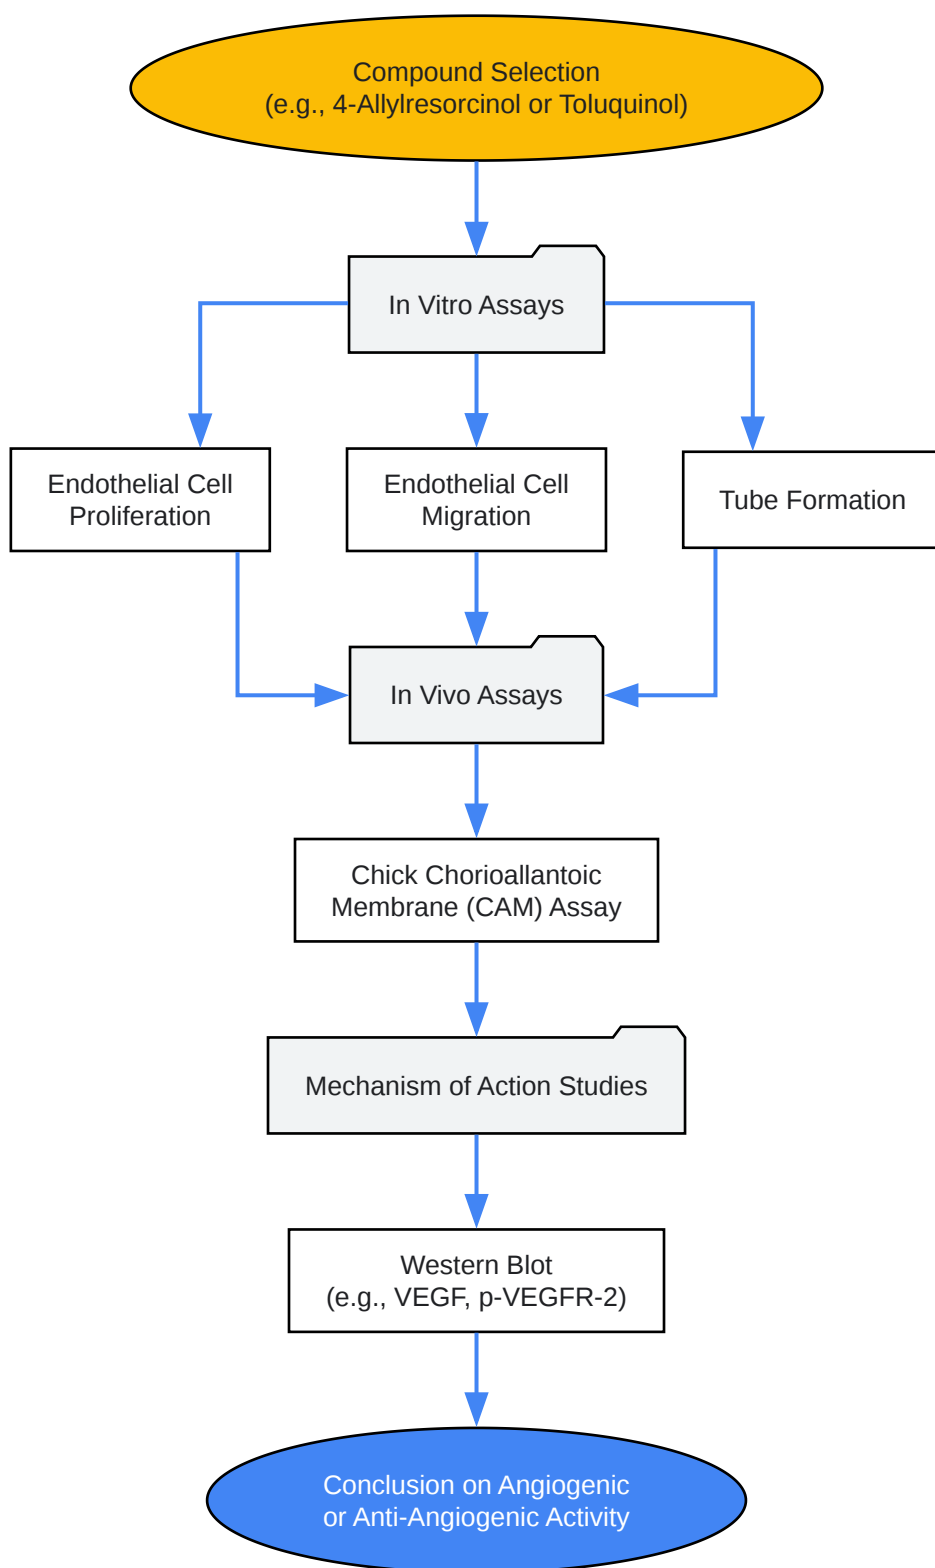 Compound Selection
(e.g., 4-Allylresorcinol or Toluquinol)
In Vitro Assays
Endothelial Cell
Proliferation
Endothelial Cell
Migration
Tube Formation
In Vivo Assays
Chick Chorioallantoic
Membrane (CAM) Assay
Mechanism of Action Studies
Western Blot
(e.g., VEGF, p-VEGFR-2)
Conclusion on Angiogenic
or Anti-Angiogenic Activity